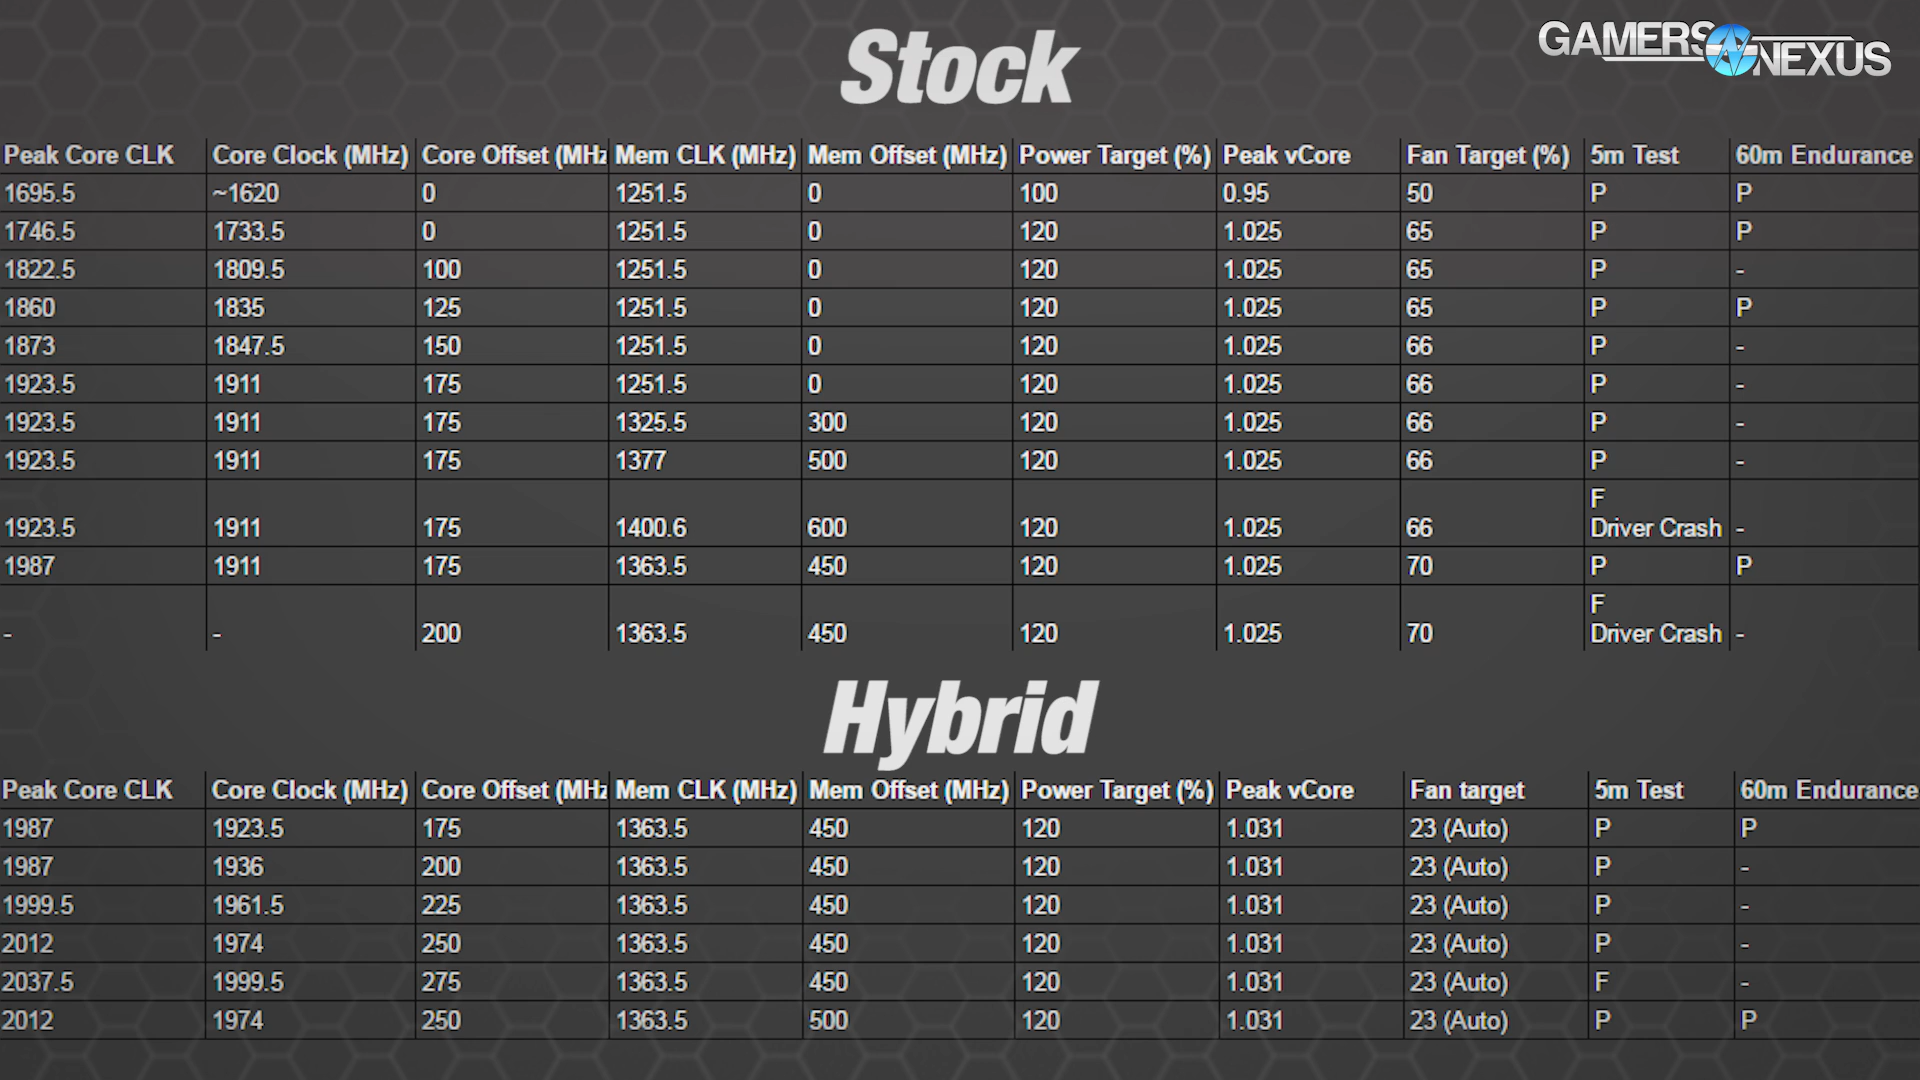 Stock
GAMERS NEXUS
Peak Core CLK Core Clock (MHz) Core Offset (MHz Mem CLK (MHz) Mem Offset (MHz) Power Target (%) Peak vCore Fan Target (%) 5m Test 60m Endurance
1695.5 ~1620 0 1251.5 0 100 0.95 50 P P
1746.5 1733.5 0 1251.5 0 120 1.025 65 P P
1822.5 1809.5 100 1251.5 0 120 1.025 65 P -
1860 1835 125 1251.5 0 120 1.025 65 P P
1873 1847.5 150 1251.5 0 120 1.025 66 P -
1923.5 1911 175 1251.5 0 120 1.025 66 P -
1923.5 1911 175 1325.5 300 120 1.025 66 P -
1923.5 1911 175 1377 500 120 1.025 66 P -
F
1923.5 1911 175 1400.6 600 120 1.025 66 Driver Crash -
1987 1911 175 1363.5 450 120 1.025 70 P P
F
- - 200 1363.5 450 120 1.025 70 Driver Crash -
Hybrid
Peak Core CLK Core Clock (MHz) Core Offset (MHz Mem CLK (MHz) Mem Offset (MHz) Power Target (%) Peak vCore Fan target 5m Test 60m Endurance
1987 1923.5 175 1363.5 450 120 1.031 23 (Auto) P P
1987 1936 200 1363.5 450 120 1.031 23 (Auto) P -
1999.5 1961.5 225 1363.5 450 120 1.031 23 (Auto) P -
2012 1974 250 1363.5 450 120 1.031 23 (Auto) P -
2037.5 1999.5 275 1363.5 450 120 1.031 23 (Auto) F -
2012 1974 250 1363.5 500 120 1.031 23 (Auto) P P